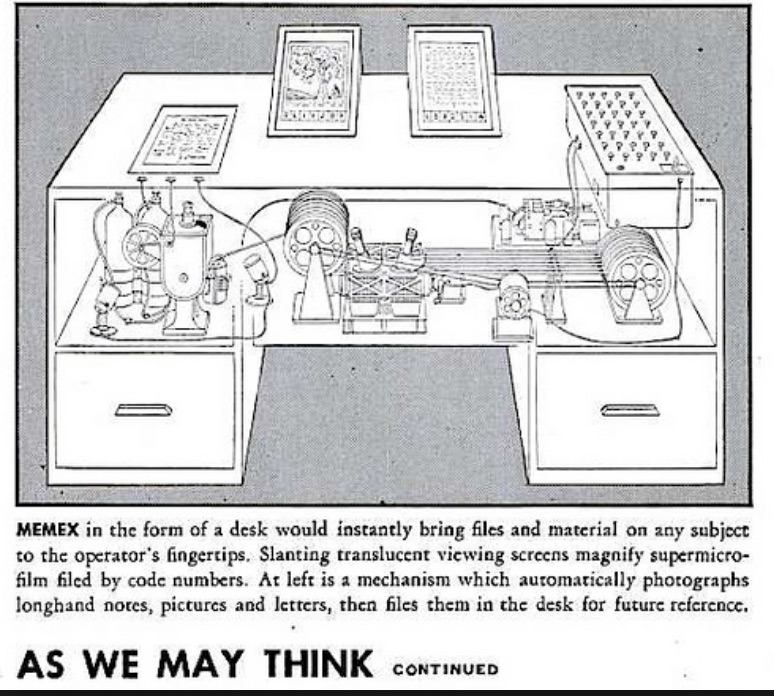 MEMEX in the form of a desk would instantly bring files and material on any subject
to the operator's fingertips. Slanting translucent viewing screens magnify supermicro-
film filed by code numbers. At left is a mechanism which automatically photographs
longhand notes, pictures and letters, then files them in the desk for future reference.
AS WE MAY THINK CONTINUED